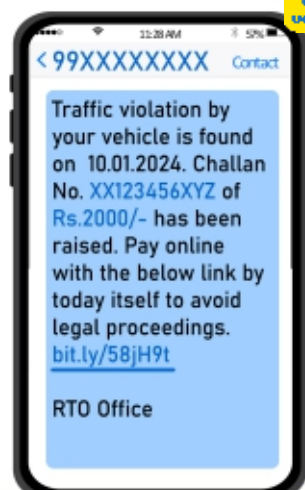 11:28 AM
57%
< 99XXXXXXXX Contact
Traffic violation by
your vehicle is found
on 10.01.2024. Challan
No. XX123456XYZ of
Rs.2000/- has been
raised. Pay online
with the below link by
today itself to avoid
legal proceedings.
bit.ly/58jH9t
RTO Office